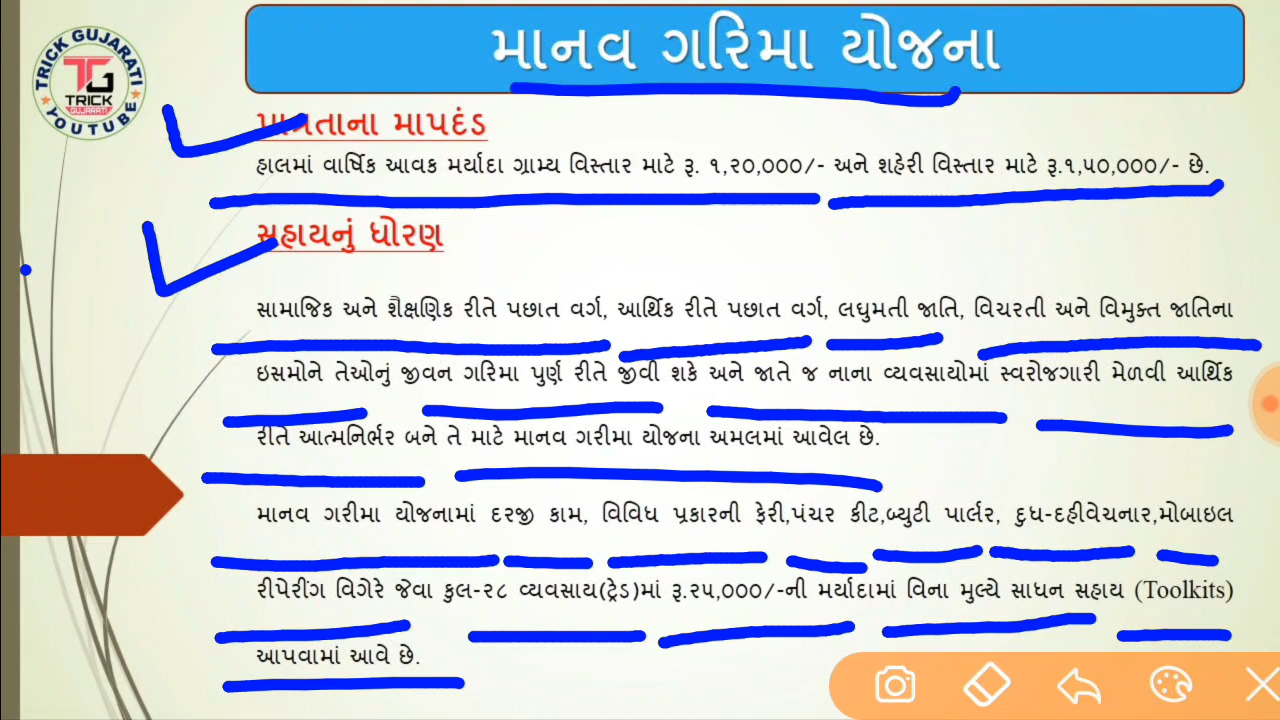 માનવ ગરિમા યોજના
TRICK GUJARATI
TG
TRICK
GUJARATI
YOUTUBE
પાત્રતાના માપદંડ
હાલમાં વાર્ષિક આવક મર્યાદા ગ્રામ્ય વિસ્તાર માટે રૂ. ૧,૨૦,૦૦૦/- અને શહેરી વિસ્તાર માટે રૂ.૧,૫૦,૦૦૦/- છે.
સહાયનું ધોરણ
સામાજિક અને શૈક્ષણિક રીતે પછાત વર્ગ, આર્થિક રીતે પછાત વર્ગ, લઘુમતી જાતિ, વિચરતી અને વિમુક્ત જાતિના
ઇસમોને તેઓનું જીવન ગરિમા પુર્ણ રીતે જીવી શકે અને જાતે જ નાના વ્યવસાયોમાં સ્વરોજગારી મેળવી આર્થિક
રીતે આત્મનિર્ભર બને તે માટે માનવ ગરીમા યોજના અમલમાં આવેલ છે.
માનવ ગરીમા યોજનામાં દરજી કામ, વિવિધ પ્રકારની ફેરી,પંચર કીટ,બ્યુટી પાર્લર, દુધ-દહીવેચનાર,મોબાઇલ
રીપેરીંગ વિગેરે જેવા કુલ-૨૮ વ્યવસાય(ટ્રેડ)માં રૂ.૨૫,૦૦૦/-ની મર્યાદામાં વિના મુલ્યે સાધન સહાય (Toolkits)
આપવામાં આવે છે.